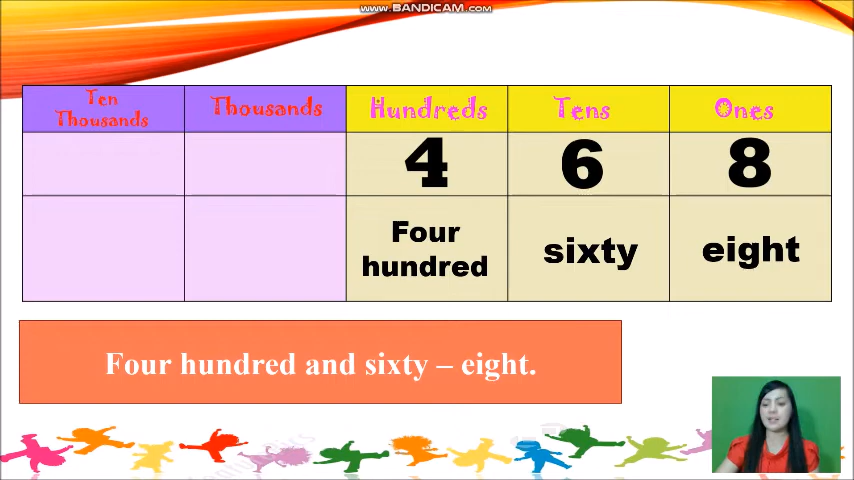 www.BANDICAM.com
Ten
Thousands
Thousands
Hundreds
Tens
Ones
4
6
8
Four
hundred
sixty
eight
Four hundred and sixty – eight.